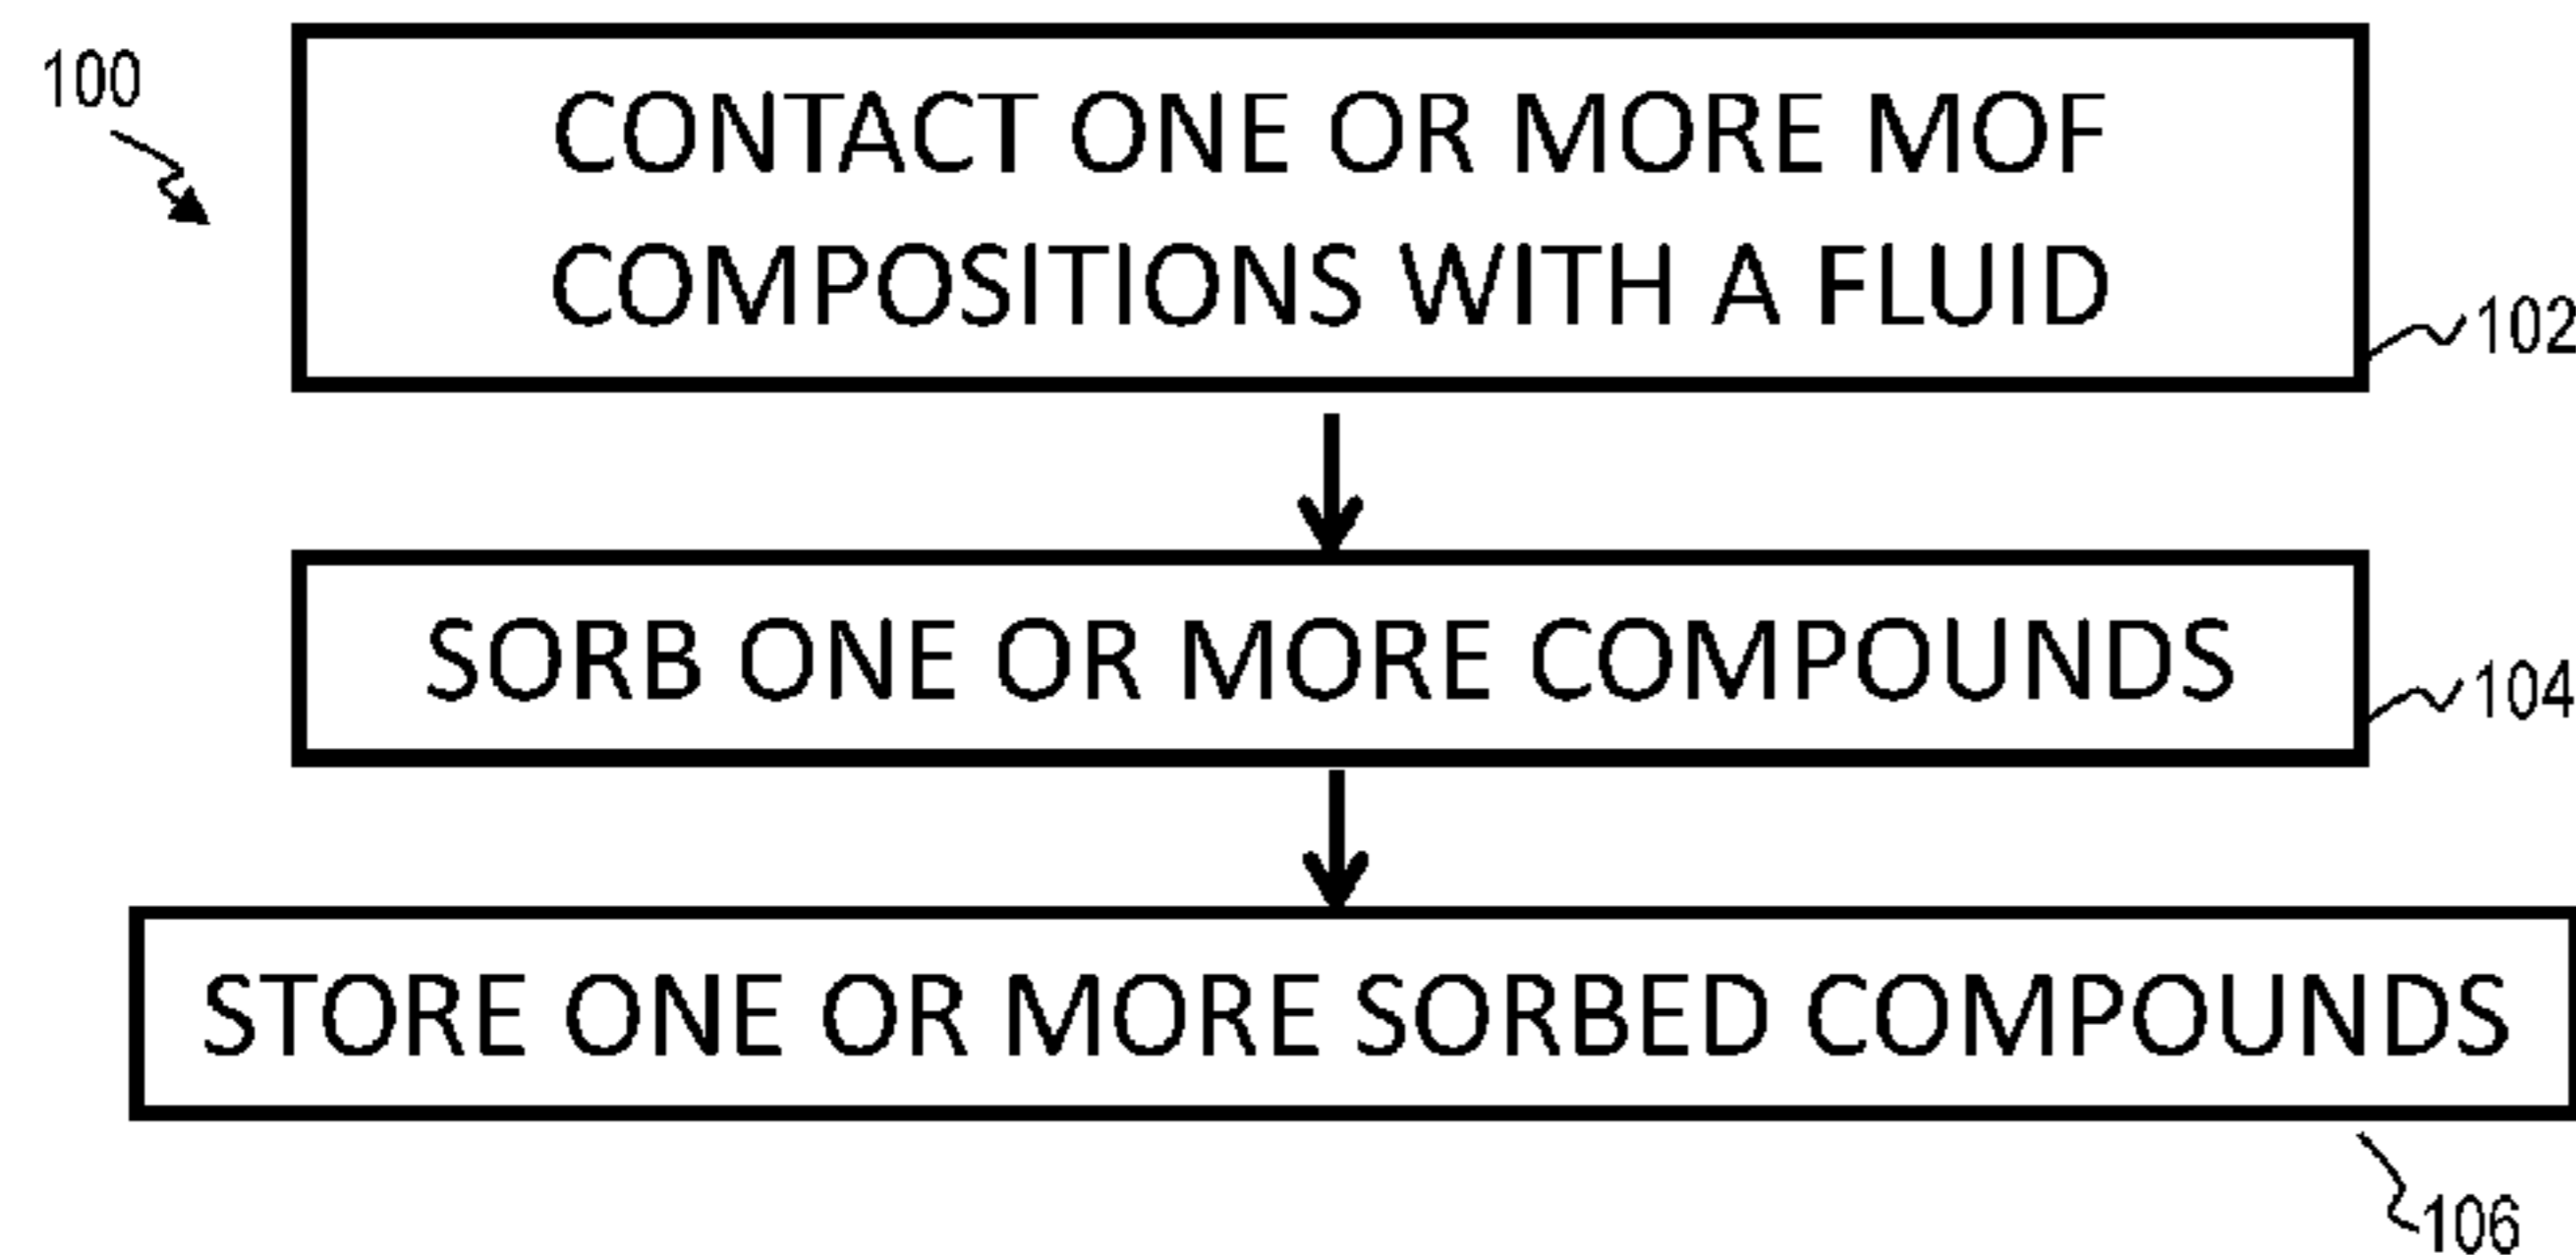 100
CONTACT ONE OR MORE MOF
COMPOSITIONS WITH A FLUID
102
SORB ONE OR MORE COMPOUNDS
104
STORE ONE OR MORE SORBED COMPOUNDS
106